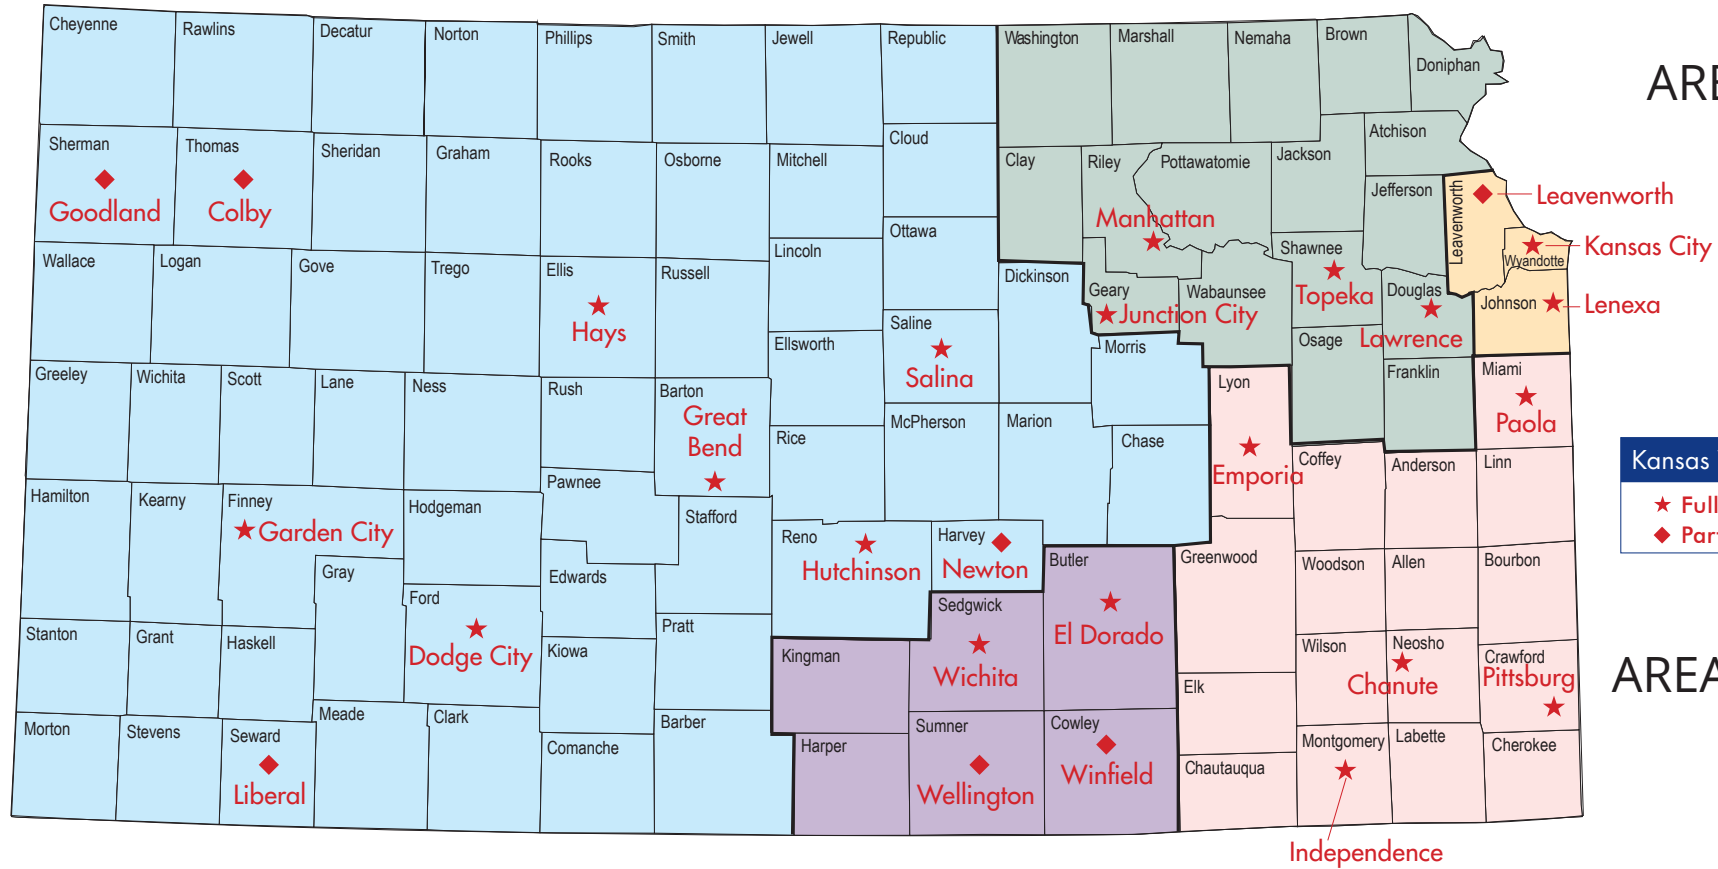 Cheyenne
Rawlins
Decatur
Norton
Phillips
Smith
Jewell
Republic
Washington
Marshall
Nemaha
Brown
Doniphan
ARE
Sherman
Goodland
Thomas
Colby
Sheridan
Graham
Rooks
Osborne
Mitchell
Cloud
Clay
Riley
Manhattan
Pottawatomie
Jackson
Atchison
Jefferson
Leavenworth
Leavenworth
Kansas City
Wyandotte
Wallace
Logan
Gove
Trego
Ellis
Hays
Russell
Lincoln
Ottawa
Dickinson
Geary
Junction City
Wabaunsee
Shawnee
Topeka
Douglas
Lawrence
Johnson
Lenexa
Saline
Salina
Ellsworth
Morris
Osage
Franklin
Miami
Paola
Greeley
Wichita
Scott
Lane
Ness
Rush
Barton
Great
Bend
Rice
McPherson
Marion
Chase
Lyon
Emporia
Coffey
Anderson
Linn
Kansas
Full
Par
Hamilton
Kearny
Finney
Garden City
Hodgeman
Pawnee
Stafford
Reno
Hutchinson
Harvey
Newton
Butler
El Dorado
Greenwood
Woodson
Allen
Bourbon
Gray
Ford
Dodge City
Edwards
Stanton
Grant
Haskell
Kiowa
Pratt
Kingman
Sedgwick
Wichita
Elk
Wilson
Neosho
Chanute
Crawford
Pittsburg
AREA
Morton
Stevens
Seward
Liberal
Meade
Clark
Comanche
Barber
Harper
Sumner
Wellington
Cowley
Winfield
Chautauqua
Montgomery
Labette
Cherokee
Independence